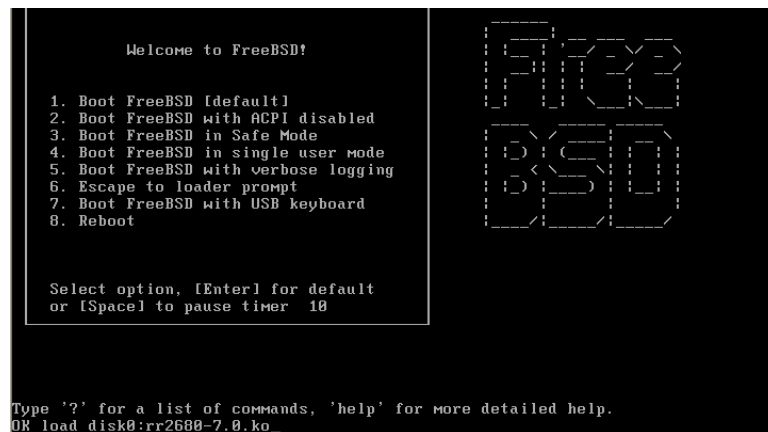 Welcome to FreeBSD!
1. Boot FreeBSD [default]
2. Boot FreeBSD with ACPI disabled
3. Boot FreeBSD in Safe Mode
4. Boot FreeBSD in single user mode
5. Boot FreeBSD with verbose logging
6. Escape to loader prompt
7. Boot FreeBSD with USB keyboard
8. Reboot
Select option, [Enter] for default
or [Space] to pause timer  10
Free
BSD
Type '?' for a list of commands, 'help' for more detailed help.
OK load disk0:rr2680-7.0.ko_